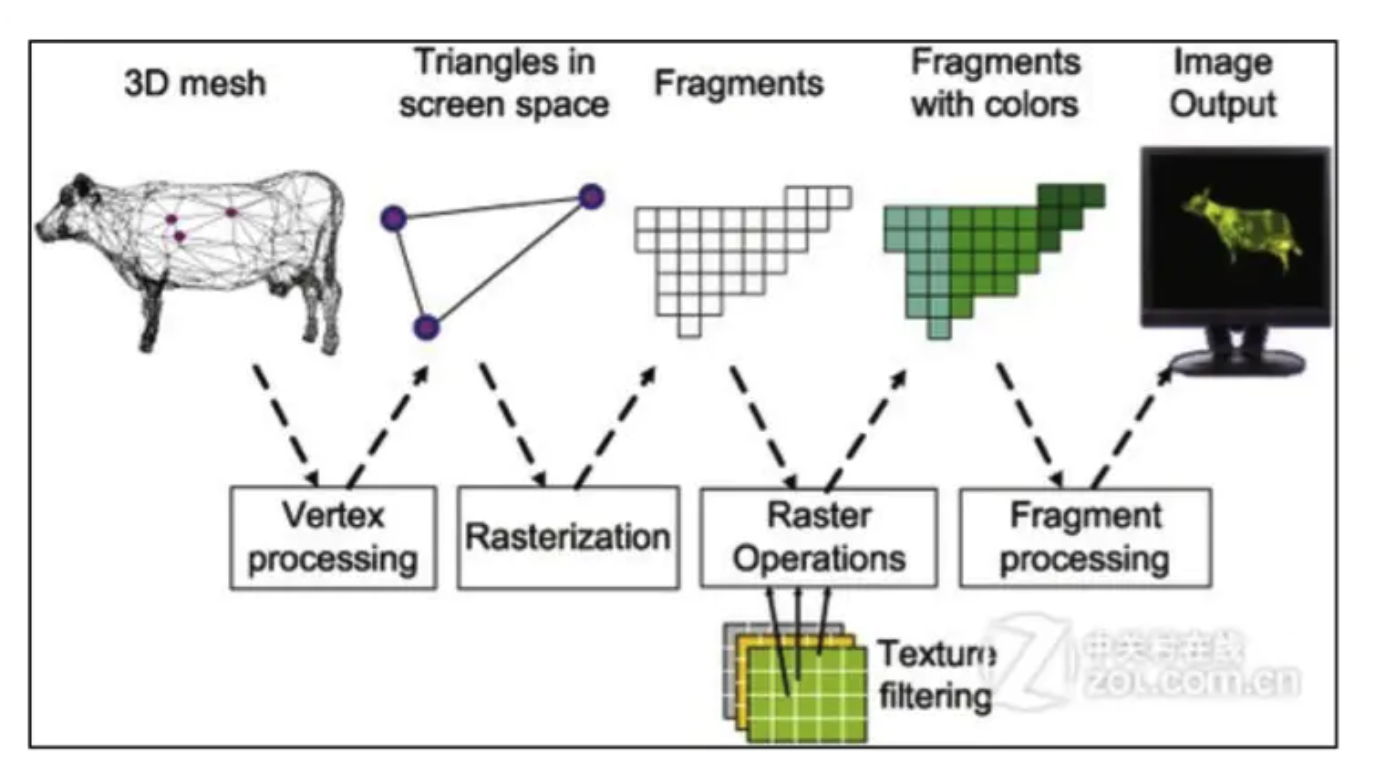 3D mesh
Triangles in
screen space
Fragments
Fragments
with colors
Image
Output
Vertex
processing
Rasterization
Raster
Operations
Fragment
processing
Texture
filtering
中关村在线
zol.com.cn